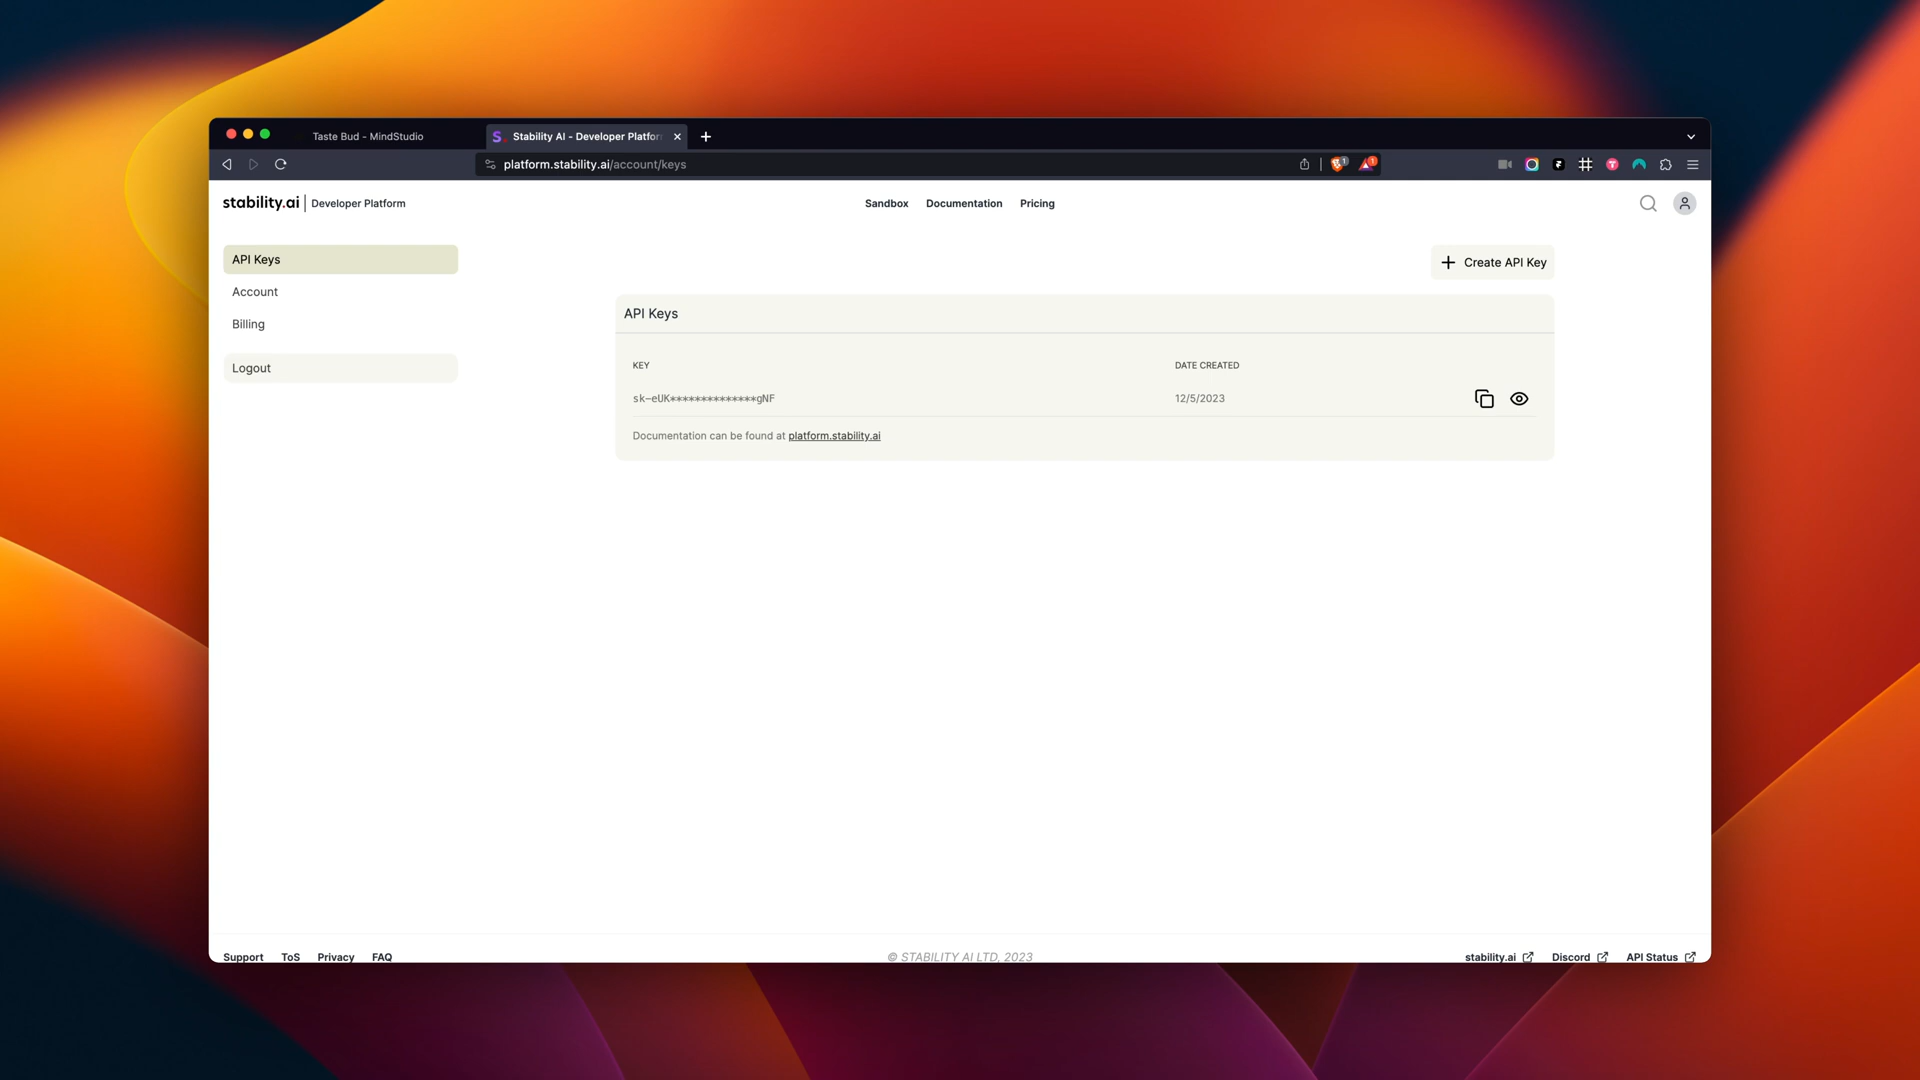 Taste Bud - MindStudio
Stability AI - Developer Platfor
platform.stability.ai/account/keys
1
1
stability.ai | Developer Platform
Sandbox
Documentation
Pricing
API Keys
Account
Billing
Logout
Create API Key
API Keys
KEY
DATE CREATED
sk-eUK**************gNF
12/5/2023
Documentation can be found at platform.stability.ai
Support
ToS
Privacy
FAQ
© STABILITY AI LTD, 2023
stability.ai
Discord
API Status